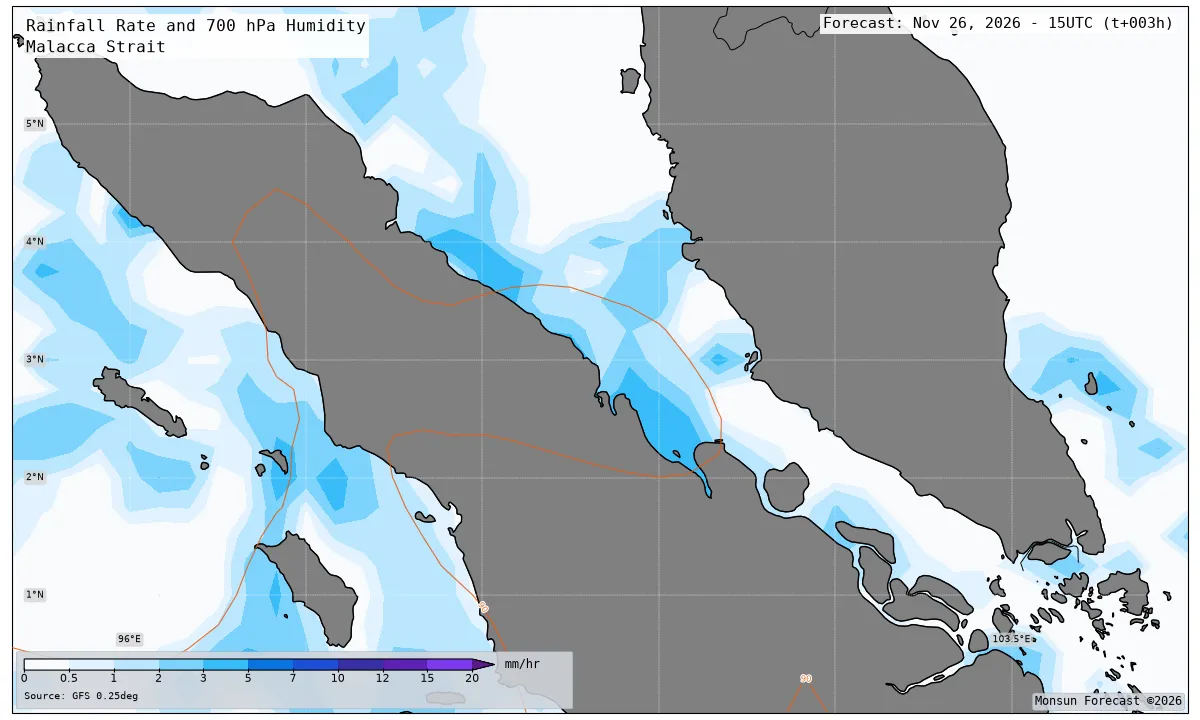 Rainfall Rate and 700 hPa Humidity
Malacca Strait
Forecast: Nov 26, 2026 - 15UTC (t+003h)
5°N
4°N
3°N
2°N
1°N
96°E
103.5°E
90
0 0.5 1 2 3 5 7 10 12 15 20 mm/hr
Source: GFS 0.25deg
Monsun Forecast ©2026